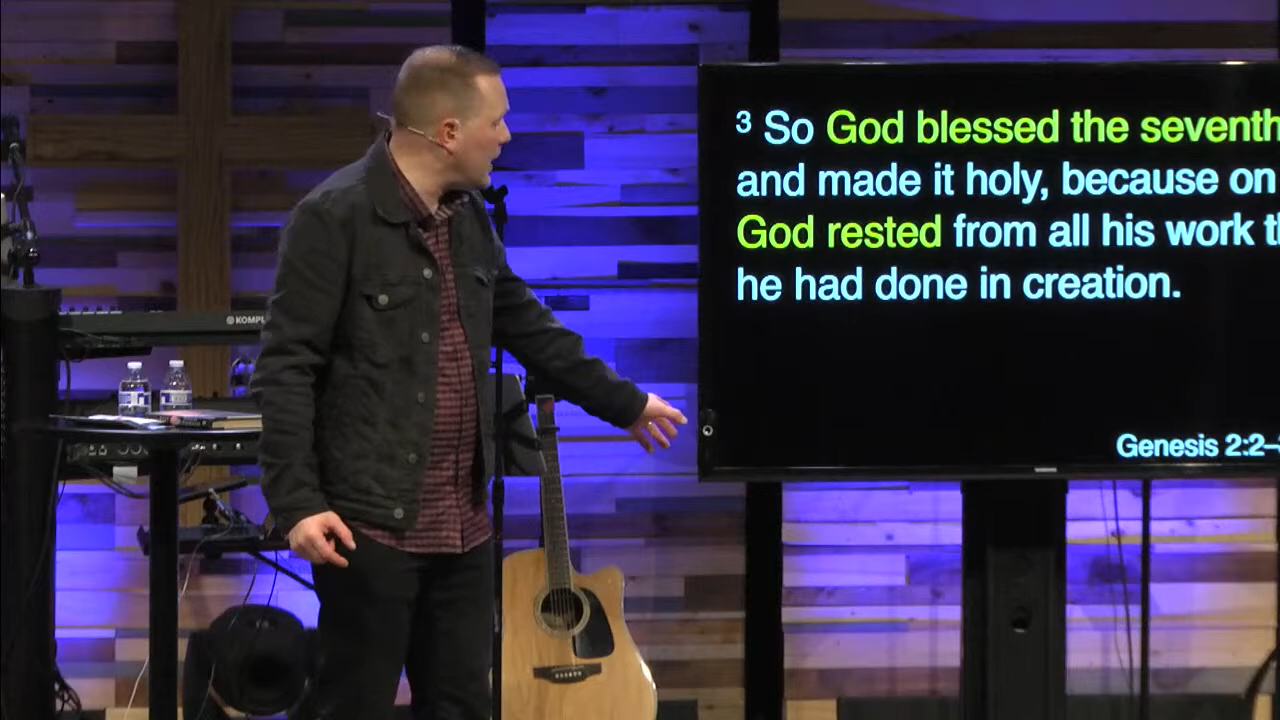 3 So God blessed the seventh
and made it holy, because on
God rested from all his work
he had done in creation.
Genesis 2:2–